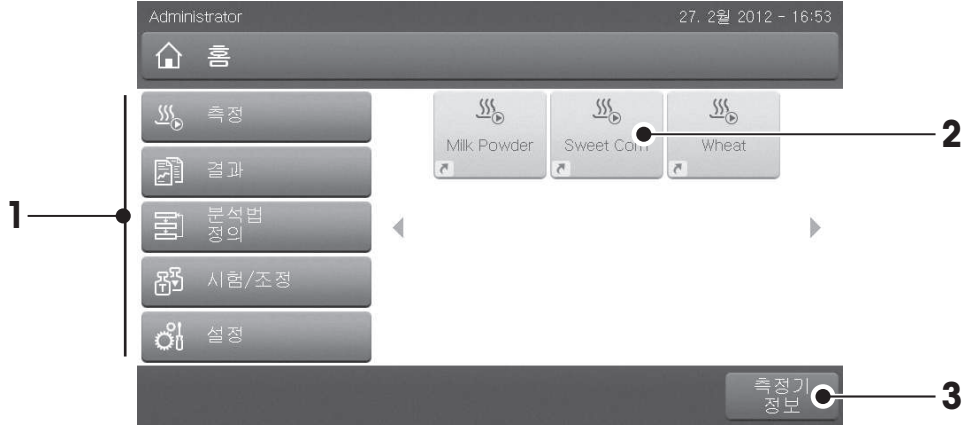 Administrator
27. 2월 2012 - 16:53
홈
측정
결과
분석법
정의
시험/조정
설정
Milk Powder
Sweet Corn
Wheat
측정기
정보
1
2
3